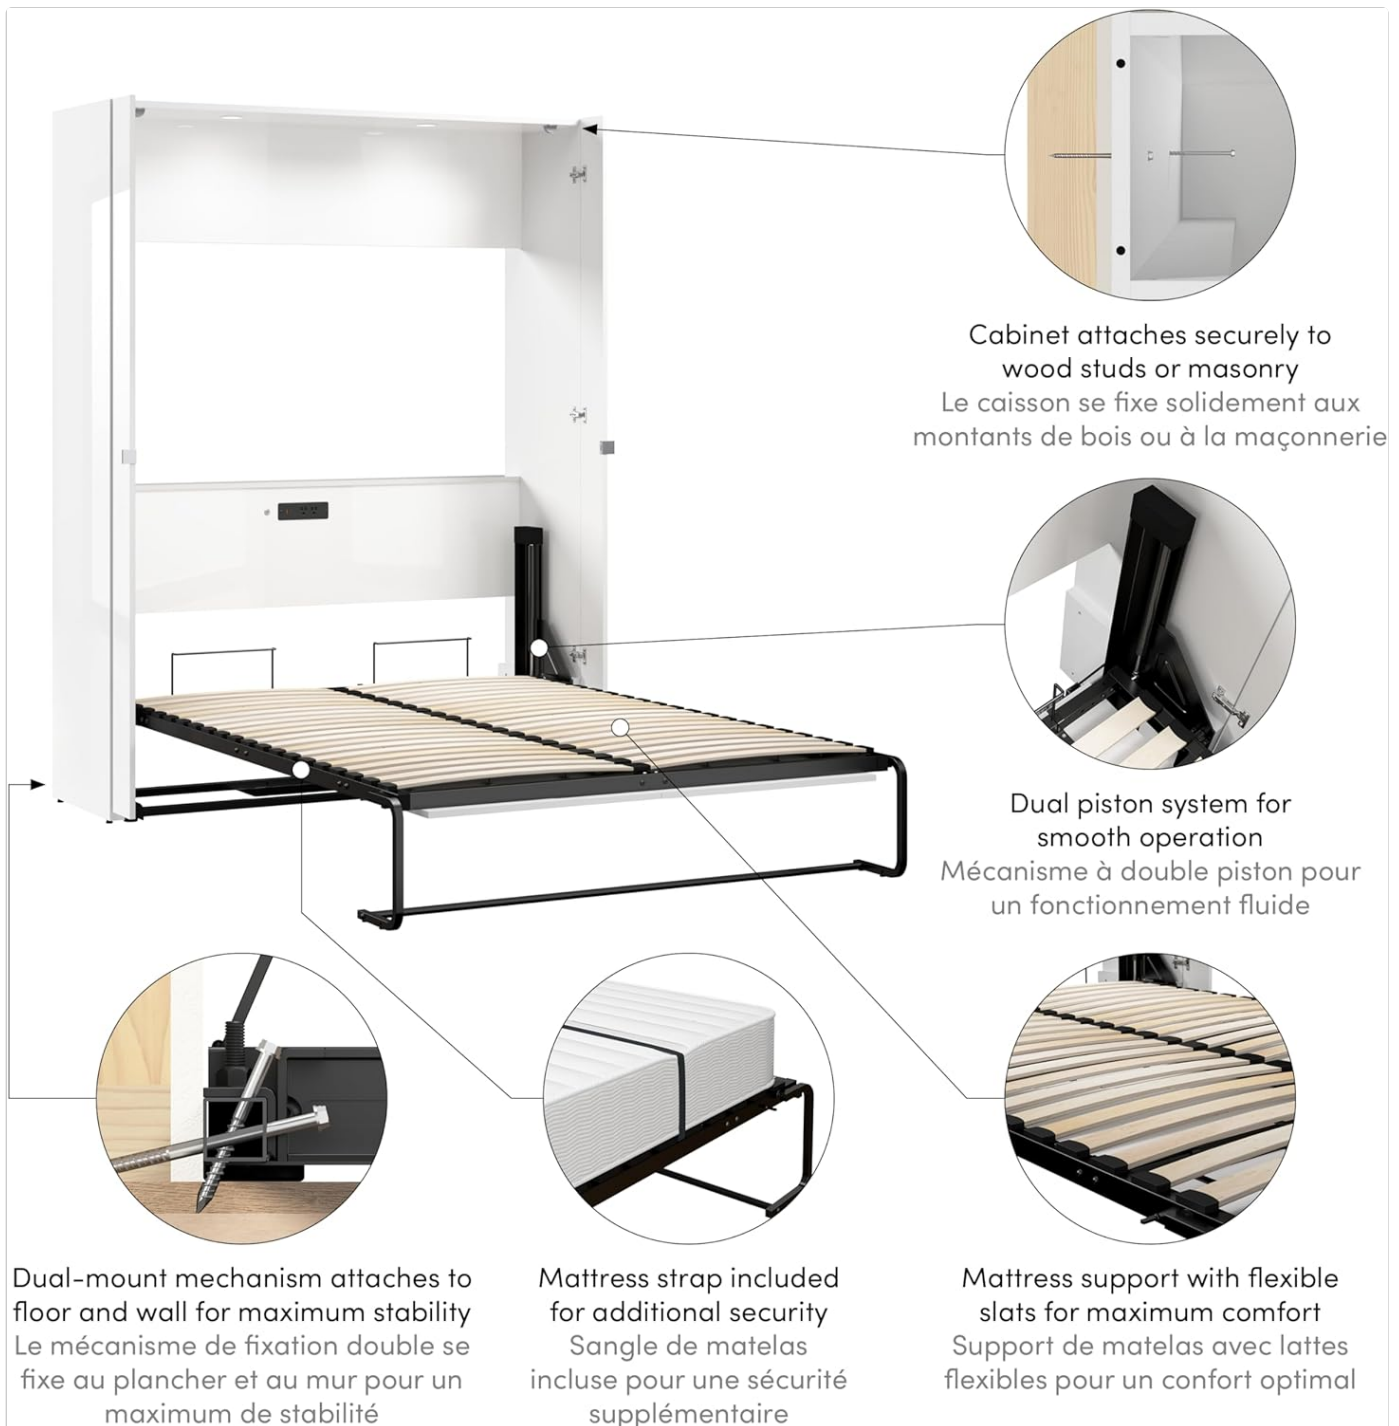 Cabinet attaches securely to
wood studs or masonry
Le caisson se fixe solidement aux
montants de bois ou à la maçonnerie
Dual piston system for
smooth operation
Mécanisme à double piston pour
un fonctionnement fluide
Dual-mount mechanism attaches to
floor and wall for maximum stability
Le mécanisme de fixation double se
fixe au plancher et au mur pour un
maximum de stabilité
Mattress strap included
for additional security
Sangle de matelas
incluse pour une sécurité
supplémentaire
Mattress support with flexible
slats for maximum comfort
Support de matelas avec lattes
flexibles pour un confort optimal